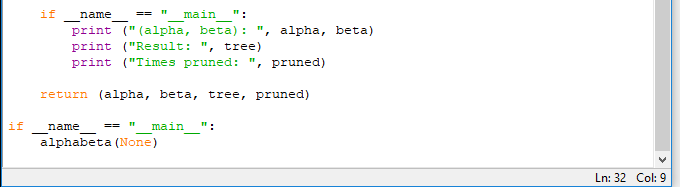 if __name__ == "__main__":
print ("(alpha, beta): ", alpha, beta)
print ("Result: ", tree)
print ("Times pruned: ", pruned)
return (alpha, beta, tree, pruned)
if __name__ == "__main__":
alphabeta(None)
Ln: 32 Col: 9